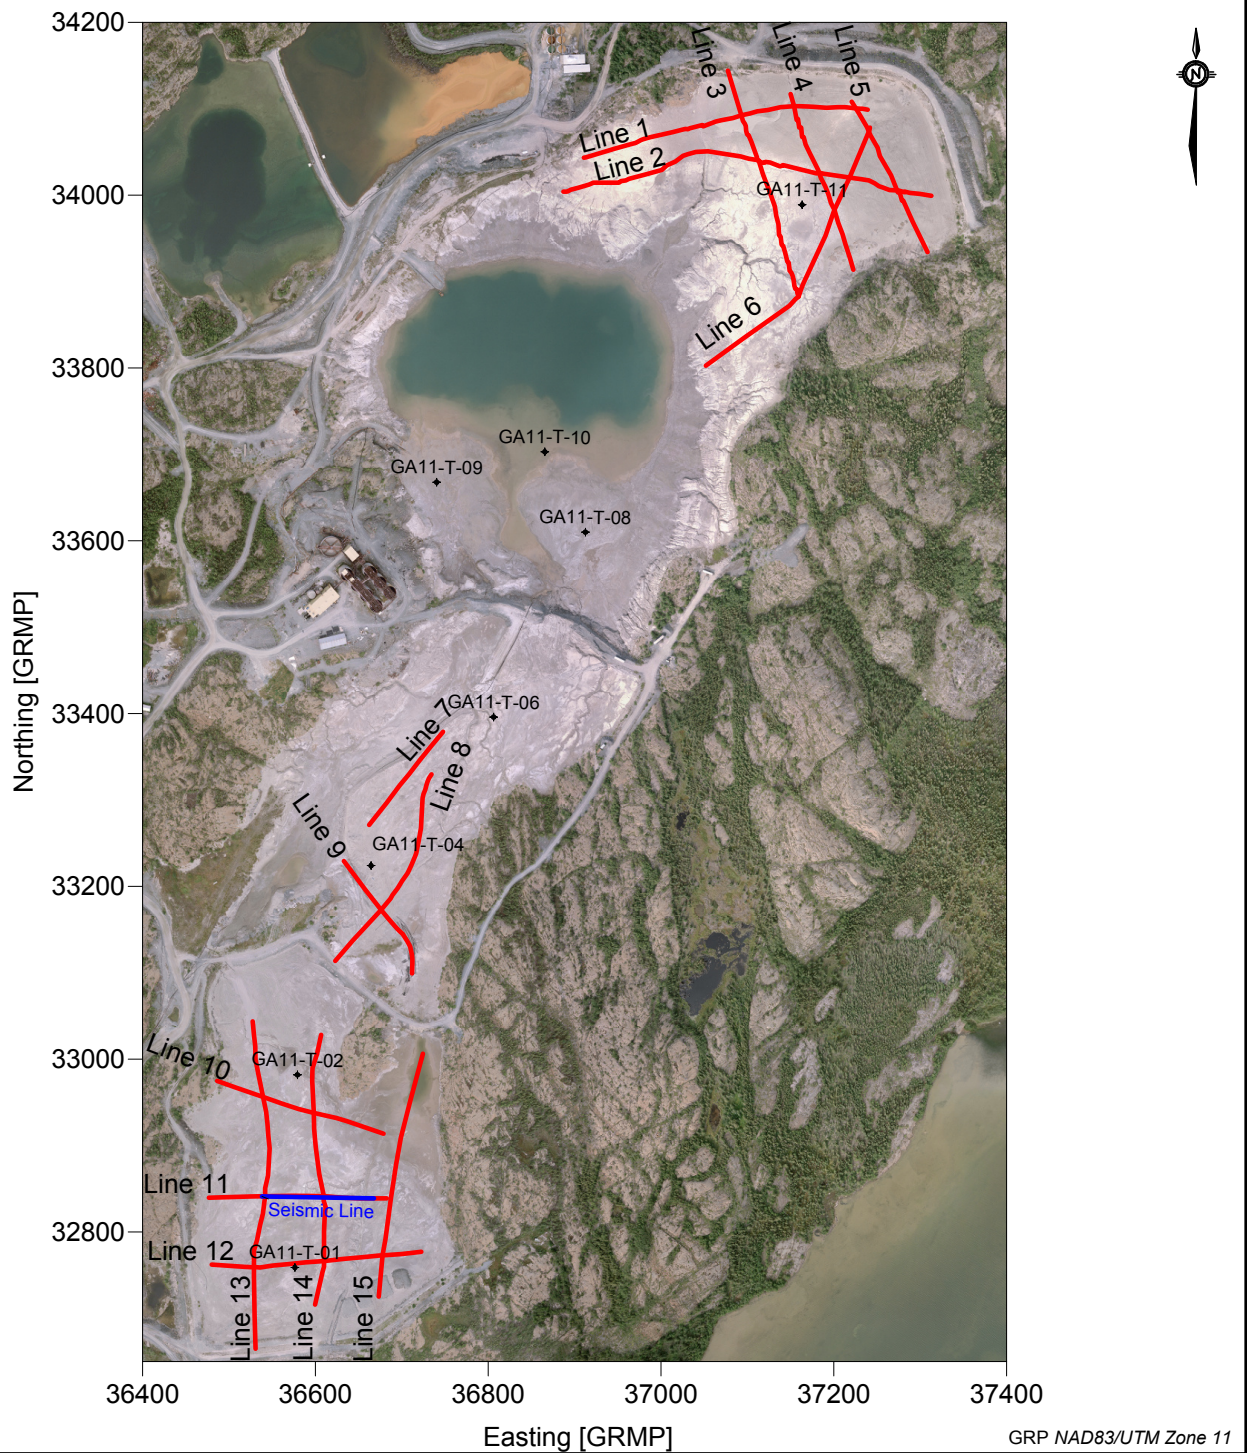 34200
34000
33800
33600
33400
33200
33000
32800
Northing [GRMP]
Line 3
Line 4
Line 5
Line 1
Line 2
GA11-T-11
Line 6
GA11-T-10
GA11-T-09
GA11-T-08
GA11-T-06
Line 7
Line 8
Line 9
GA11-T-04
Line 10
GA11-T-02
Line 11
Seismic Line
Line 12
GA11-T-01
Line 13
Line 14
Line 15
36400
36600
36800
37000
37200
37400
Easting [GRMP]
GRP NAD83/UTM Zone 11
N